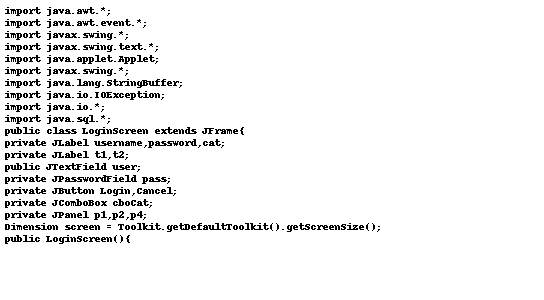 import java.awt.*;
import java.awt.event.*;
import javax.swing.*;
import javax.swing.text.*;
import java.applet.Applet;
import javax.swing.*;
import java.lang.StringBuffer;
import java.io.IOException;
import java.io.*;
import java.sql.*;
public class LoginScreen extends JFrame{
private JLabel username,password,cat;
private JLabel t1,t2;
public JTextField user;
private JPasswordField pass;
private JButton Login,Cancel;
private JComboBox cboCat;
private JPanel p1,p2,p4;
Dimension screen = Toolkit.getDefaultToolkit().getScreenSize();
public LoginScreen(){